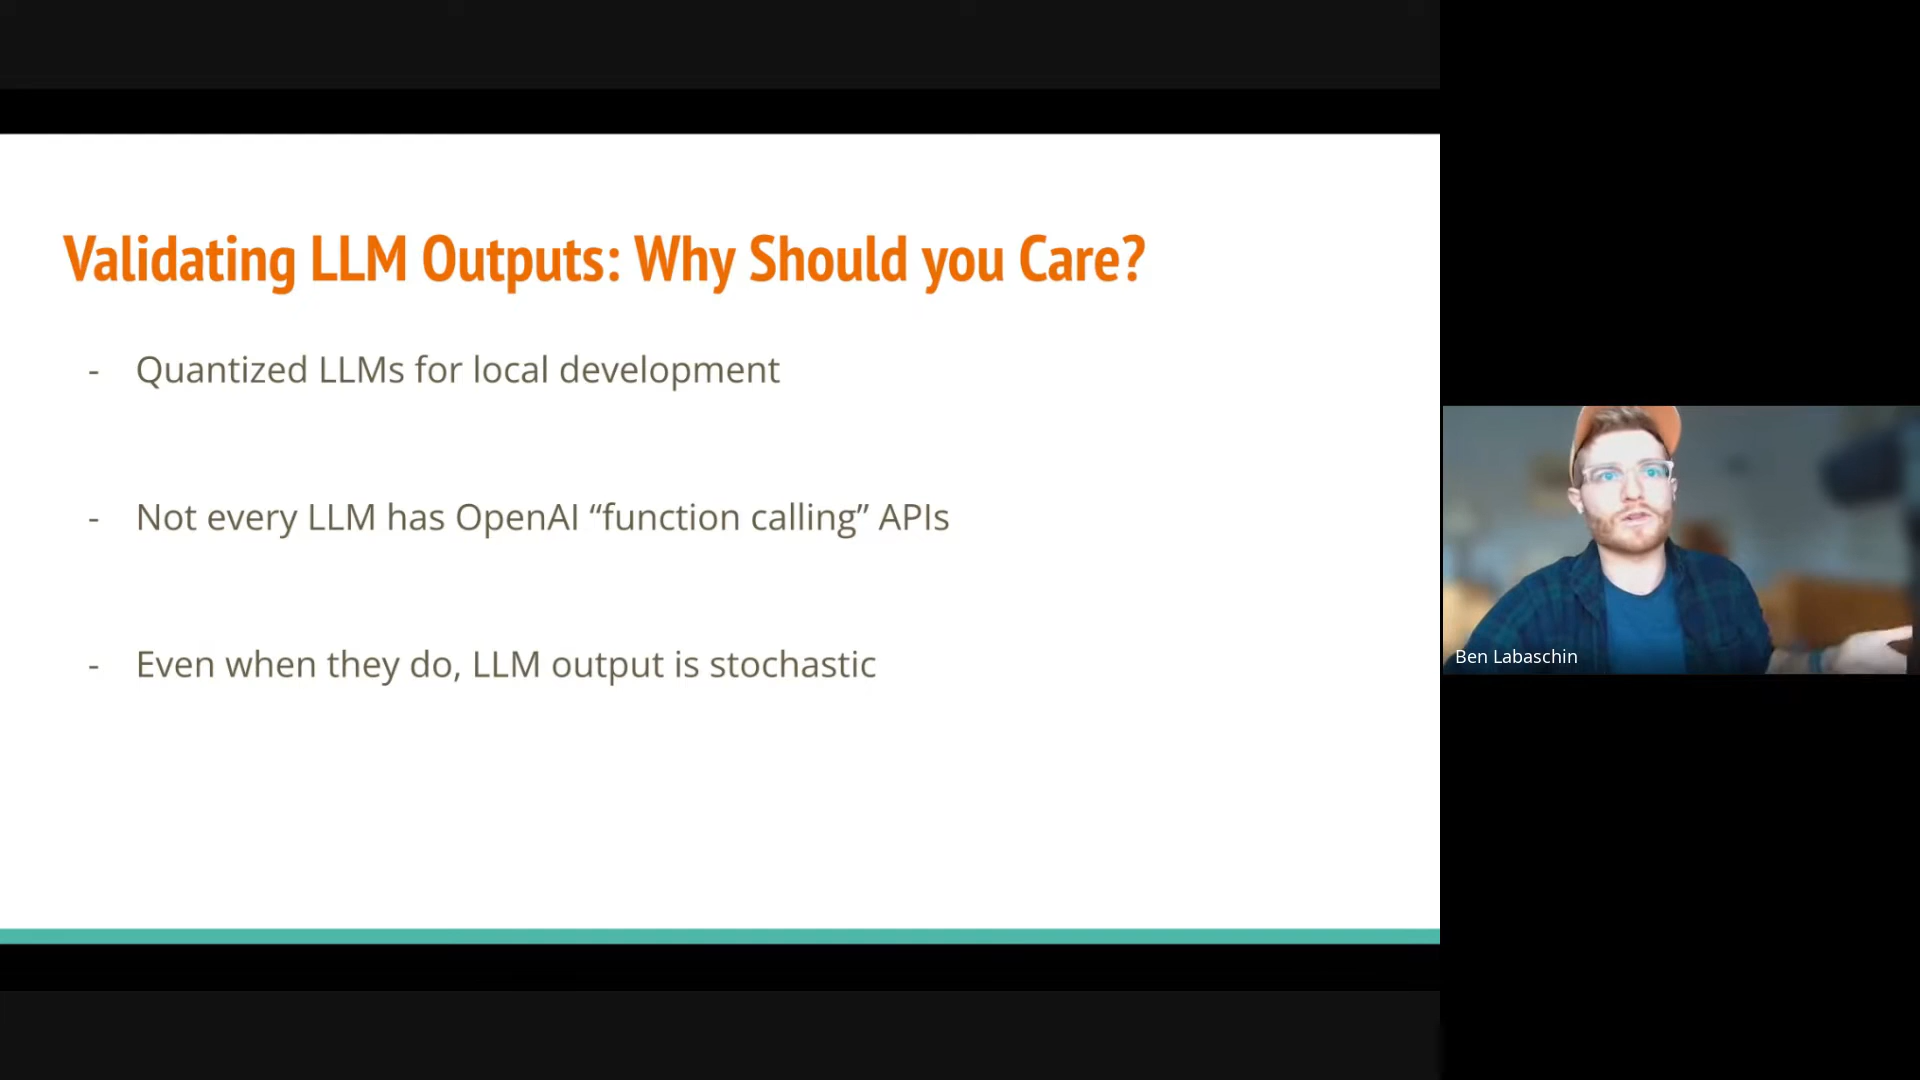 Validating LLM Outputs: Why Should you Care?
- Quantized LLMs for local development
- Not every LLM has OpenAI “function calling” APIs
- Even when they do, LLM output is stochastic
Ben Labaschin